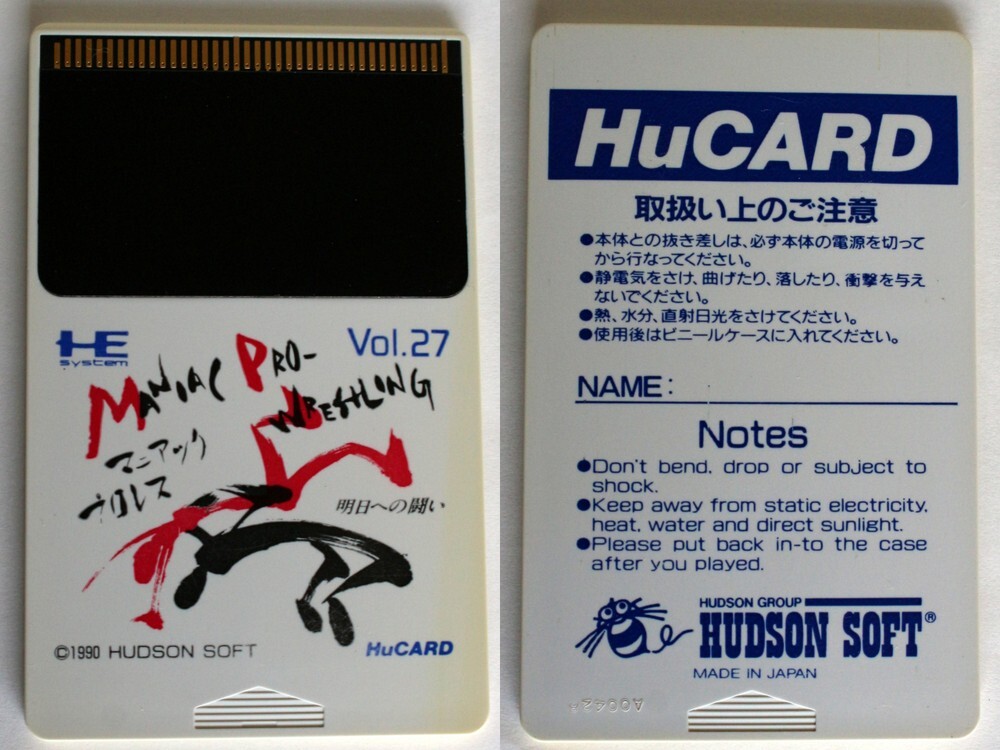 HE
system
Vol.27
MANIAC PRO-
WRESTLING
マニアック
プロレス
明日への闘い
©1990 HUDSON SOFT
HuCARD
HuCARD
取扱い上のご注意
●本体との抜き差しは、必ず本体の電源を切って
から行なってください。
●静電気をさけ、曲げたり、落したり、衝撃を与え
ないでください。
●熱、水分、直射日光をさけてください。
●使用後はビニールケースに入れてください。
NAME:
Notes
●Don't bend, drop or subject to
shock.
●Keep away from static electricity,
heat, water and direct sunlight.
●Please put back in-to the case
after you played.
HUDSON GROUP
HUDSON SOFT®
MADE IN JAPAN